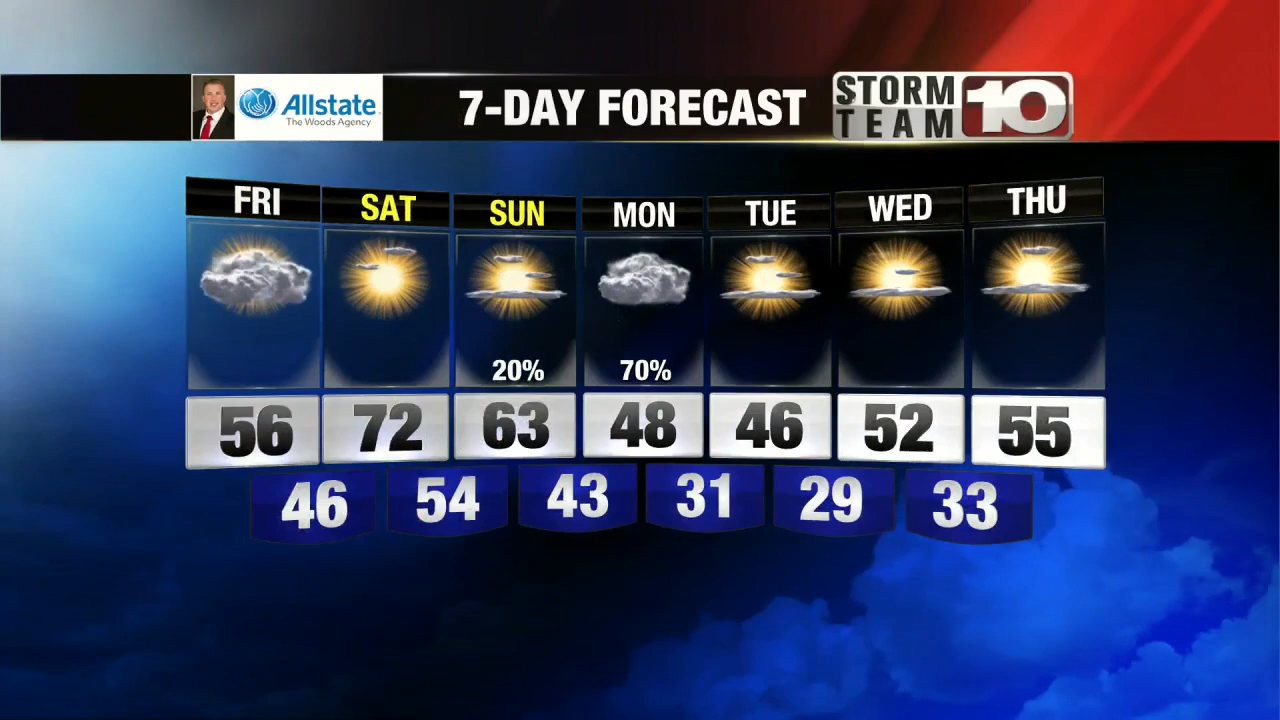 Allstate
The Woods Agency
7-DAY FORECAST
STORM
TEAM
10
FRI SAT SUN MON TUE WED THU
20% 70%
56 72 63 48 46 52 55
46 54 43 31 29 33